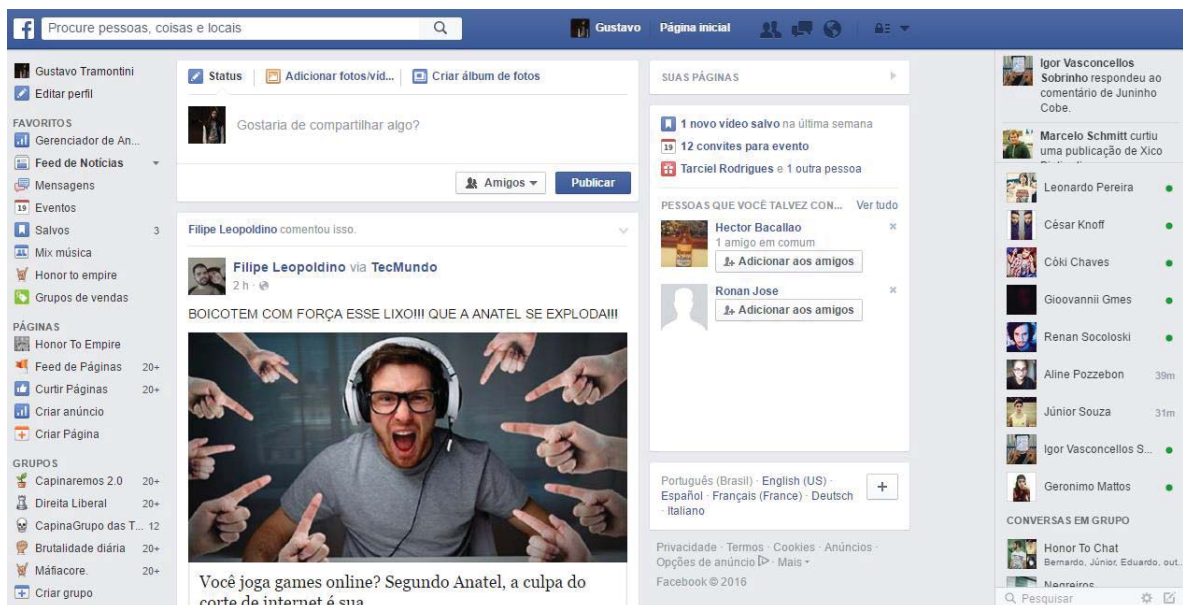 f
Procure pessoas, coisas e locais
Gustavo
Página inicial
Gustavo Tramontini
Editar perfil
FAVORITOS
Gerenciador de An...
Feed de Notícias
Mensagens
19 Eventos
Salvos 3
Mix música
Honor to empire
Grupos de vendas
PÁGINAS
Honor To Empire
Feed de Páginas 20+
Curtir Páginas 20+
Criar anúncio
Criar Página
GRUPOS
Capinaremos 2.0 20+
Direita Liberal 20+
CapinaGrupo das T... 12
Brutalidade diária 20+
Máfiacore. 20+
Criar grupo
Status
Adicionar fotos/víd...
Criar álbum de fotos
Gostaria de compartilhar algo?
Amigos
Publicar
Filipe Leopoldino comentou isso.
Filipe Leopoldino via TecMundo
2 h ·
BOICOTEM COM FORÇA ESSE LIXO!!! QUE A ANATEL SE EXPLODA!!!
Você joga games online? Segundo Anatel, a culpa do
corte de internet é sua
SUAS PÁGINAS
1 novo vídeo salvo na última semana
19 12 convites para evento
Tarciel Rodrigues e 1 outra pessoa
PESSOAS QUE VOCÊ TALVEZ CON... Ver tudo
Hector Bacallao
1 amigo em comum
Adicionar aos amigos
Ronan Jose
Adicionar aos amigos
Português (Brasil) · English (US) ·
Español · Français (France) · Deutsch
· Italiano
Privacidade · Termos · Cookies · Anúncios ·
Opções de anúncio · Mais
Facebook © 2016
Igor Vasconcellos
Sobrinho respondeu ao
comentário de Juninho
Cobe.
Marcelo Schmitt curtiu
uma publicação de Xico
Leonardo Pereira
César Knoff
Cóki Chaves
Gioovannii Gmes
Renan Socoloski
Aline Pozzebon 39m
Júnior Souza 31m
Igor Vasconcellos S...
Geronimo Mattos
CONVERSAS EM GRUPO
Honor To Chat
Bernardo, Júnior, Eduardo, out...
Negreiros
Pesquisar